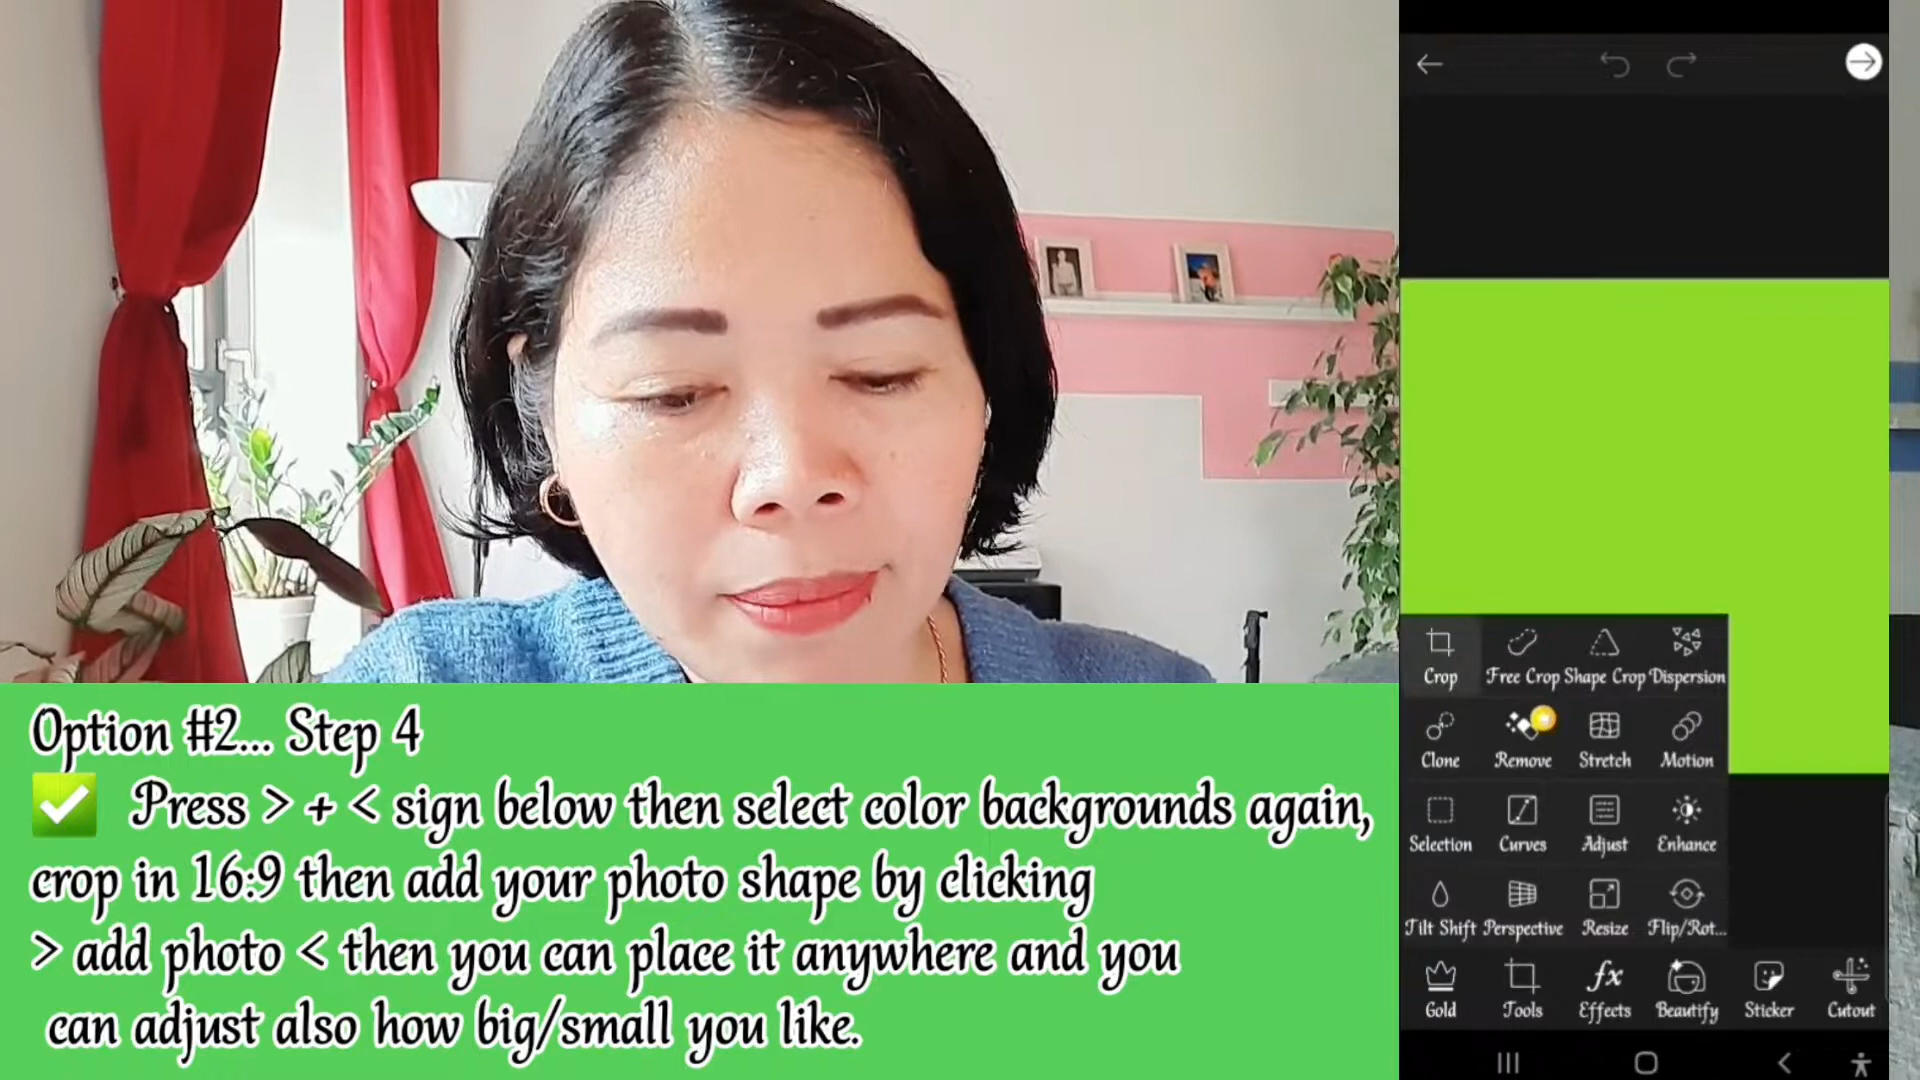 Option #2... Step 4
✅ Press > + < sign below then select color backgrounds again,
crop in 16:9 then add your photo shape by clicking
> add photo < then you can place it anywhere and you
can adjust also how big/small you like.
Crop Free Crop Shape Crop Dispersion
Clone Remove Stretch Motion
Selection Curves Adjust Enhance
Tilt Shift Perspective Resize Flip/Rot...
Gold Tools Effects Beautify Sticker Cutout